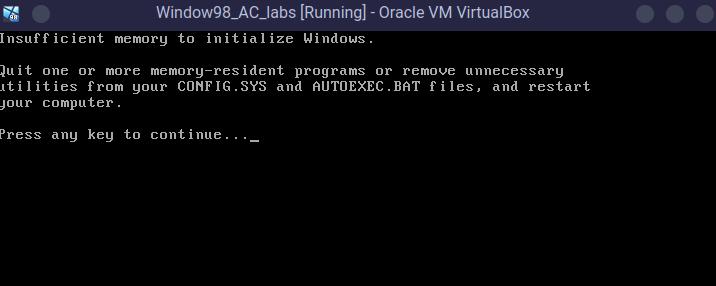 Window98_AC_labs [Running] - Oracle VM VirtualBox
Insufficient memory to initialize Windows.
Quit one or more memory-resident programs or remove unnecessary
utilities from your CONFIG.SYS and AUTOEXEC.BAT files, and restart
your computer.
Press any key to continue..._